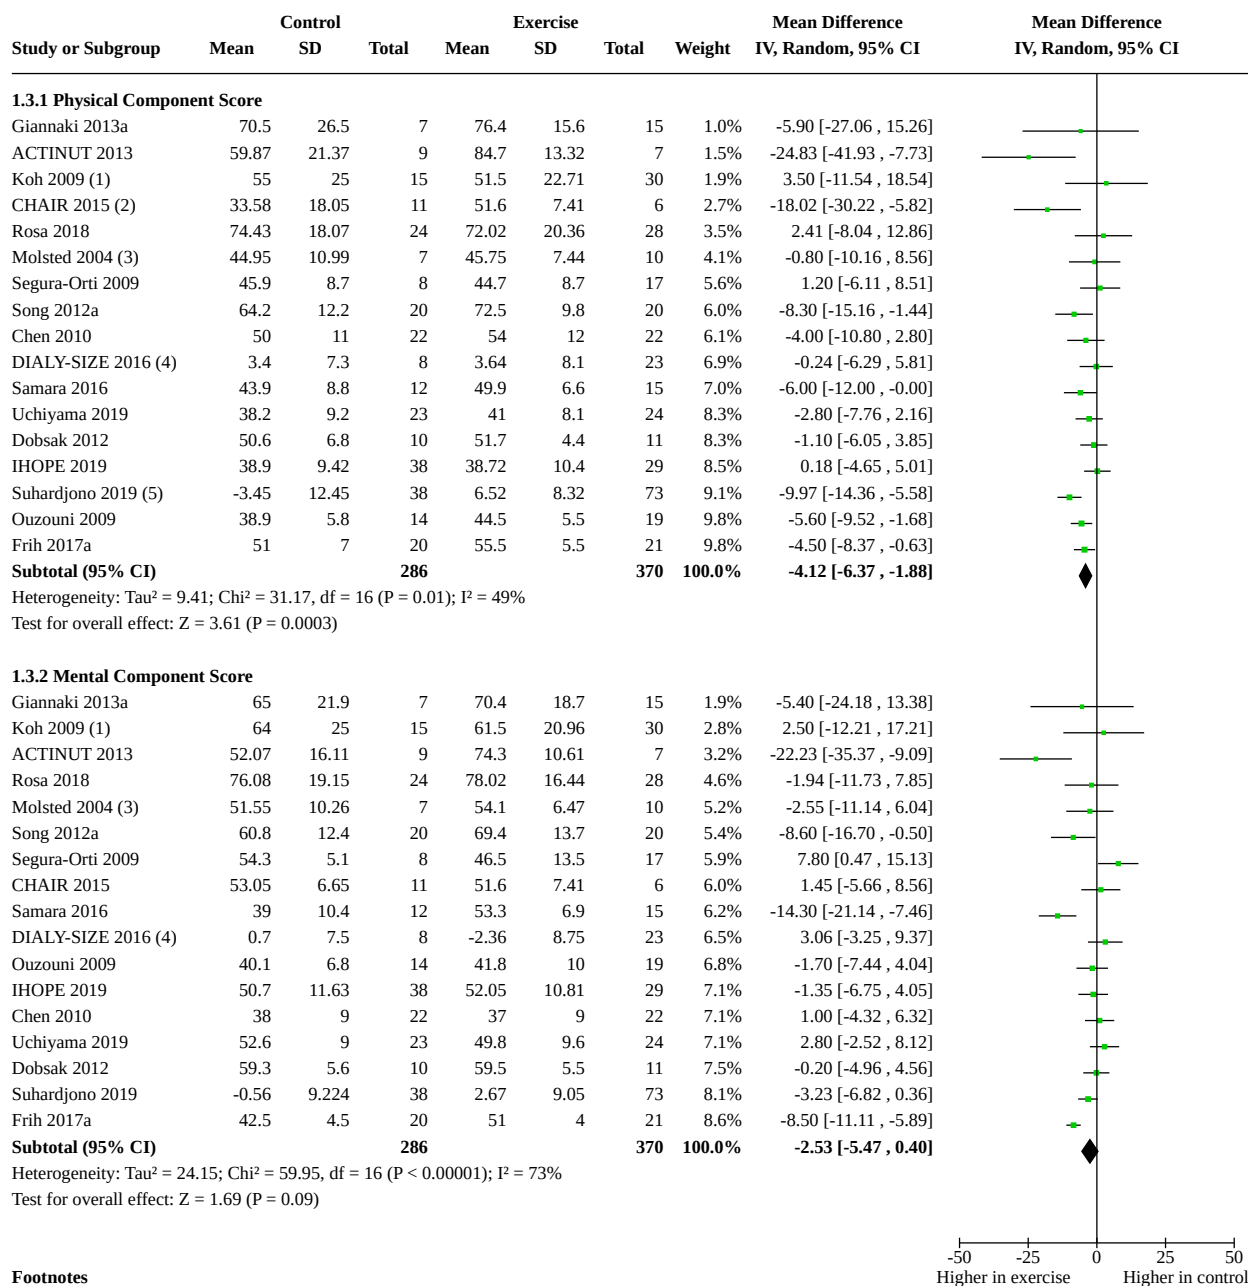 Control Exercise Mean Difference Mean Difference
Study or Subgroup Mean SD Total Mean SD Total Weight IV, Random, 95% CI IV, Random, 95% CI
1.3.1 Physical Component Score
Giannaki 2013a 70.5 26.5 7 76.4 15.6 15 1.0% -5.90 [-27.06 , 15.26]
ACTINUT 2013 59.87 21.37 9 84.7 13.32 7 1.5% -24.83 [-41.93 , -7.73]
Koh 2009 (1) 55 25 15 51.5 22.71 30 1.9% 3.50 [-11.54 , 18.54]
CHAIR 2015 (2) 33.58 18.05 11 51.6 7.41 6 2.7% -18.02 [-30.22 , -5.82]
Rosa 2018 74.43 18.07 24 72.02 20.36 28 3.5% 2.41 [-8.04 , 12.86]
Molsted 2004 (3) 44.95 10.99 7 45.75 7.44 10 4.1% -0.80 [-10.16 , 8.56]
Segura-Orti 2009 45.9 8.7 8 44.7 8.7 17 5.6% 1.20 [-6.11 , 8.51]
Song 2012a 64.2 12.2 20 72.5 9.8 20 6.0% -8.30 [-15.16 , -1.44]
Chen 2010 50 11 22 54 12 22 6.1% -4.00 [-10.80 , 2.80]
DIALY-SIZE 2016 (4) 3.4 7.3 8 3.64 8.1 23 6.9% -0.24 [-6.29 , 5.81]
Samara 2016 43.9 8.8 12 49.9 6.6 15 7.0% -6.00 [-12.00 , -0.00]
Uchiyama 2019 38.2 9.2 23 41 8.1 24 8.3% -2.80 [-7.76 , 2.16]
Dobsak 2012 50.6 6.8 10 51.7 4.4 11 8.3% -1.10 [-6.05 , 3.85]
IHOPE 2019 38.9 9.42 38 38.72 10.4 29 8.5% 0.18 [-4.65 , 5.01]
Suhardjono 2019 (5) -3.45 12.45 38 6.52 8.32 73 9.1% -9.97 [-14.36 , -5.58]
Ouzouni 2009 38.9 5.8 14 44.5 5.5 19 9.8% -5.60 [-9.52 , -1.68]
Frih 2017a 51 7 20 55.5 5.5 21 9.8% -4.50 [-8.37 , -0.63]
Subtotal (95% CI) 286 370 100.0% -4.12 [-6.37 , -1.88]
Heterogeneity: Tau² = 9.41; Chi² = 31.17, df = 16 (P = 0.01); I² = 49%
Test for overall effect: Z = 3.61 (P = 0.0003)
1.3.2 Mental Component Score
Giannaki 2013a 65 21.9 7 70.4 18.7 15 1.9% -5.40 [-24.18 , 13.38]
Koh 2009 (1) 64 25 15 61.5 20.96 30 2.8% 2.50 [-12.21 , 17.21]
ACTINUT 2013 52.07 16.11 9 74.3 10.61 7 3.2% -22.23 [-35.37 , -9.09]
Rosa 2018 76.08 19.15 24 78.02 16.44 28 4.6% -1.94 [-11.73 , 7.85]
Molsted 2004 (3) 51.55 10.26 7 54.1 6.47 10 5.2% -2.55 [-11.14 , 6.04]
Song 2012a 60.8 12.4 20 69.4 13.7 20 5.4% -8.60 [-16.70 , -0.50]
Segura-Orti 2009 54.3 5.1 8 46.5 13.5 17 5.9% 7.80 [0.47 , 15.13]
CHAIR 2015 53.05 6.65 11 51.6 7.41 6 6.0% 1.45 [-5.66 , 8.56]
Samara 2016 39 10.4 12 53.3 6.9 15 6.2% -14.30 [-21.14 , -7.46]
DIALY-SIZE 2016 (4) 0.7 7.5 8 -2.36 8.75 23 6.5% 3.06 [-3.25 , 9.37]
Ouzouni 2009 40.1 6.8 14 41.8 10 19 6.8% -1.70 [-7.44 , 4.04]
IHOPE 2019 50.7 11.63 38 52.05 10.81 29 7.1% -1.35 [-6.75 , 4.05]
Chen 2010 38 9 22 37 9 22 7.1% 1.00 [-4.32 , 6.32]
Uchiyama 2019 52.6 9 23 49.8 9.6 24 7.1% 2.80 [-2.52 , 8.12]
Dobsak 2012 59.3 5.6 10 59.5 5.5 11 7.5% -0.20 [-4.96 , 4.56]
Suhardjono 2019 -0.56 9.224 38 2.67 9.05 73 8.1% -3.23 [-6.82 , 0.36]
Frih 2017a 42.5 4.5 20 51 4 21 8.6% -8.50 [-11.11 , -5.89]
Subtotal (95% CI) 286 370 100.0% -2.53 [-5.47 , 0.40]
Heterogeneity: Tau² = 24.15; Chi² = 59.95, df = 16 (P < 0.00001); I² = 73%
Test for overall effect: Z = 1.69 (P = 0.09)
-50 -25 0 25 50
Footnotes Higher in exercise Higher in control